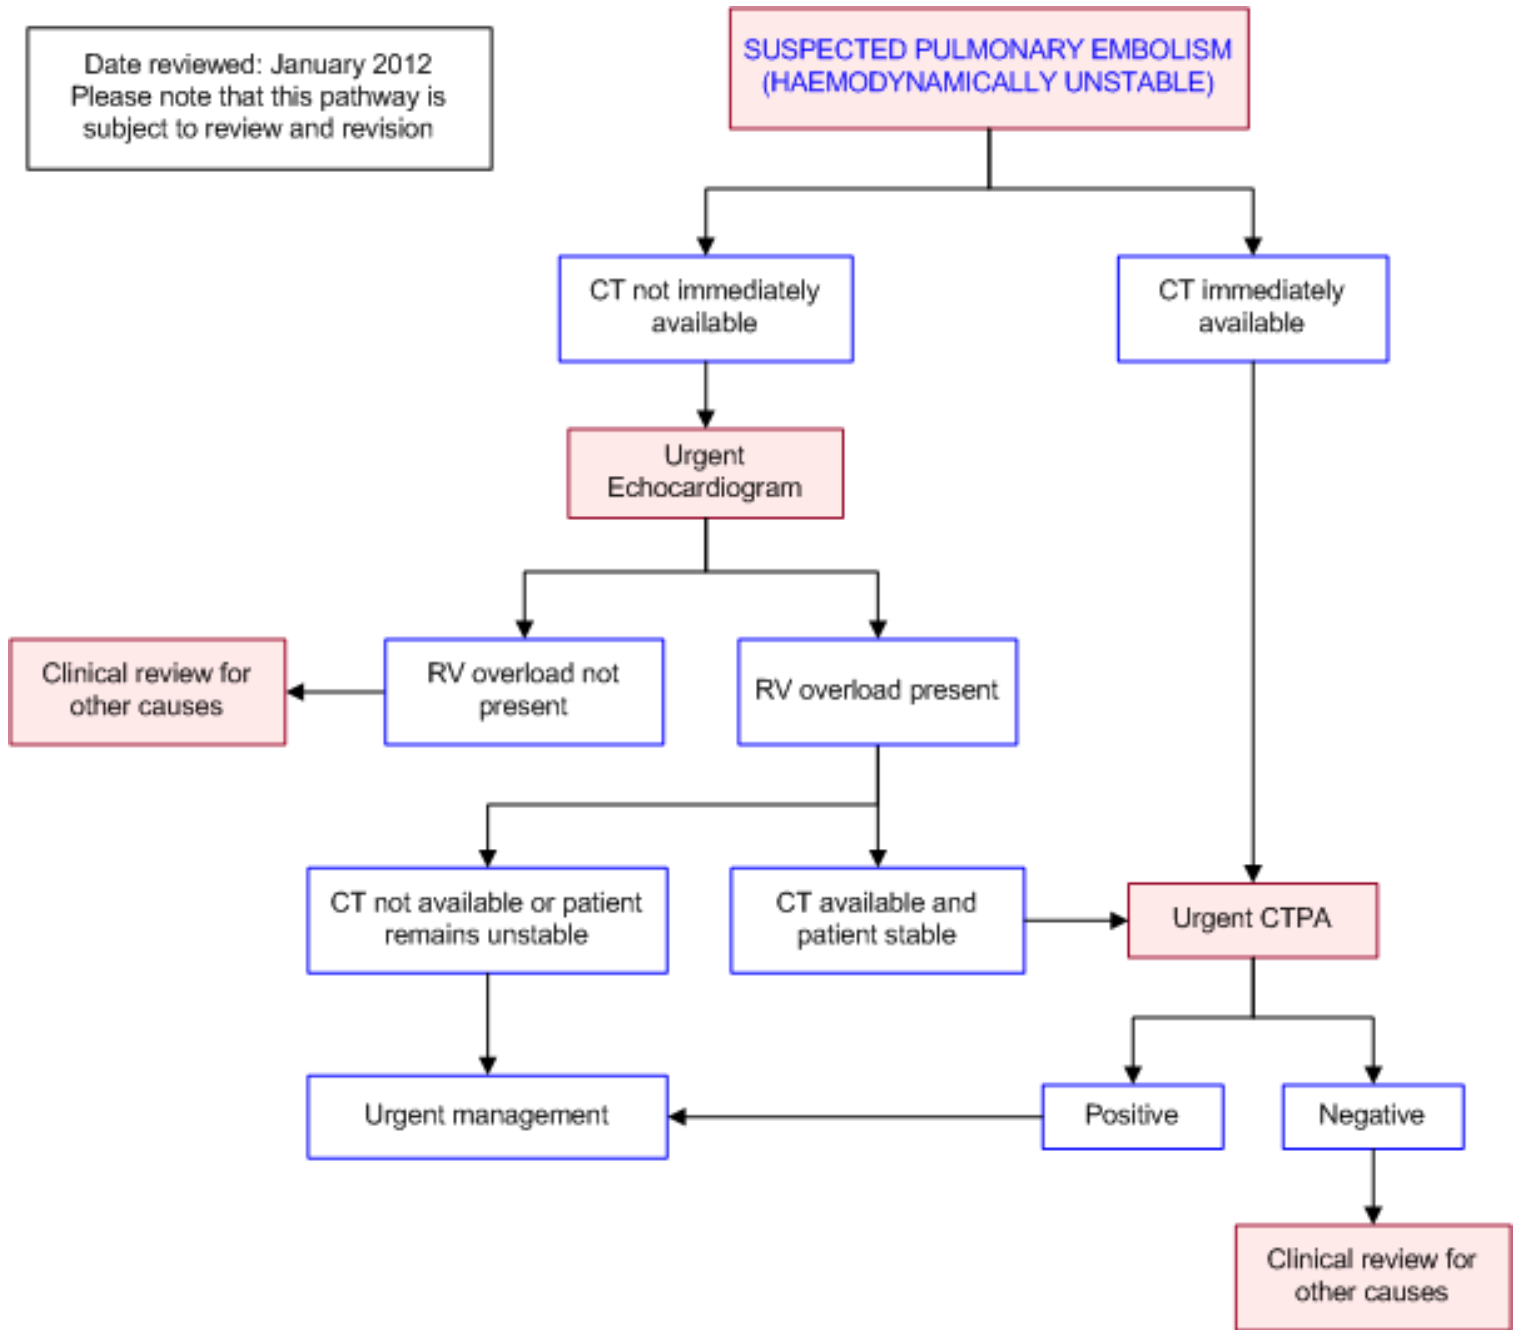 Date reviewed: January 2012
Please note that this pathway is
subject to review and revision
SUSPECTED PULMONARY EMBOLISM
(HAEMODYNAMICALLY UNSTABLE)
CT not immediately
available
CT immediately
available
Urgent
Echocardiogram
Clinical review for
other causes
RV overload not
present
RV overload present
CT not available or patient
remains unstable
CT available and
patient stable
Urgent CTPA
Urgent management
Positive
Negative
Clinical review for
other causes